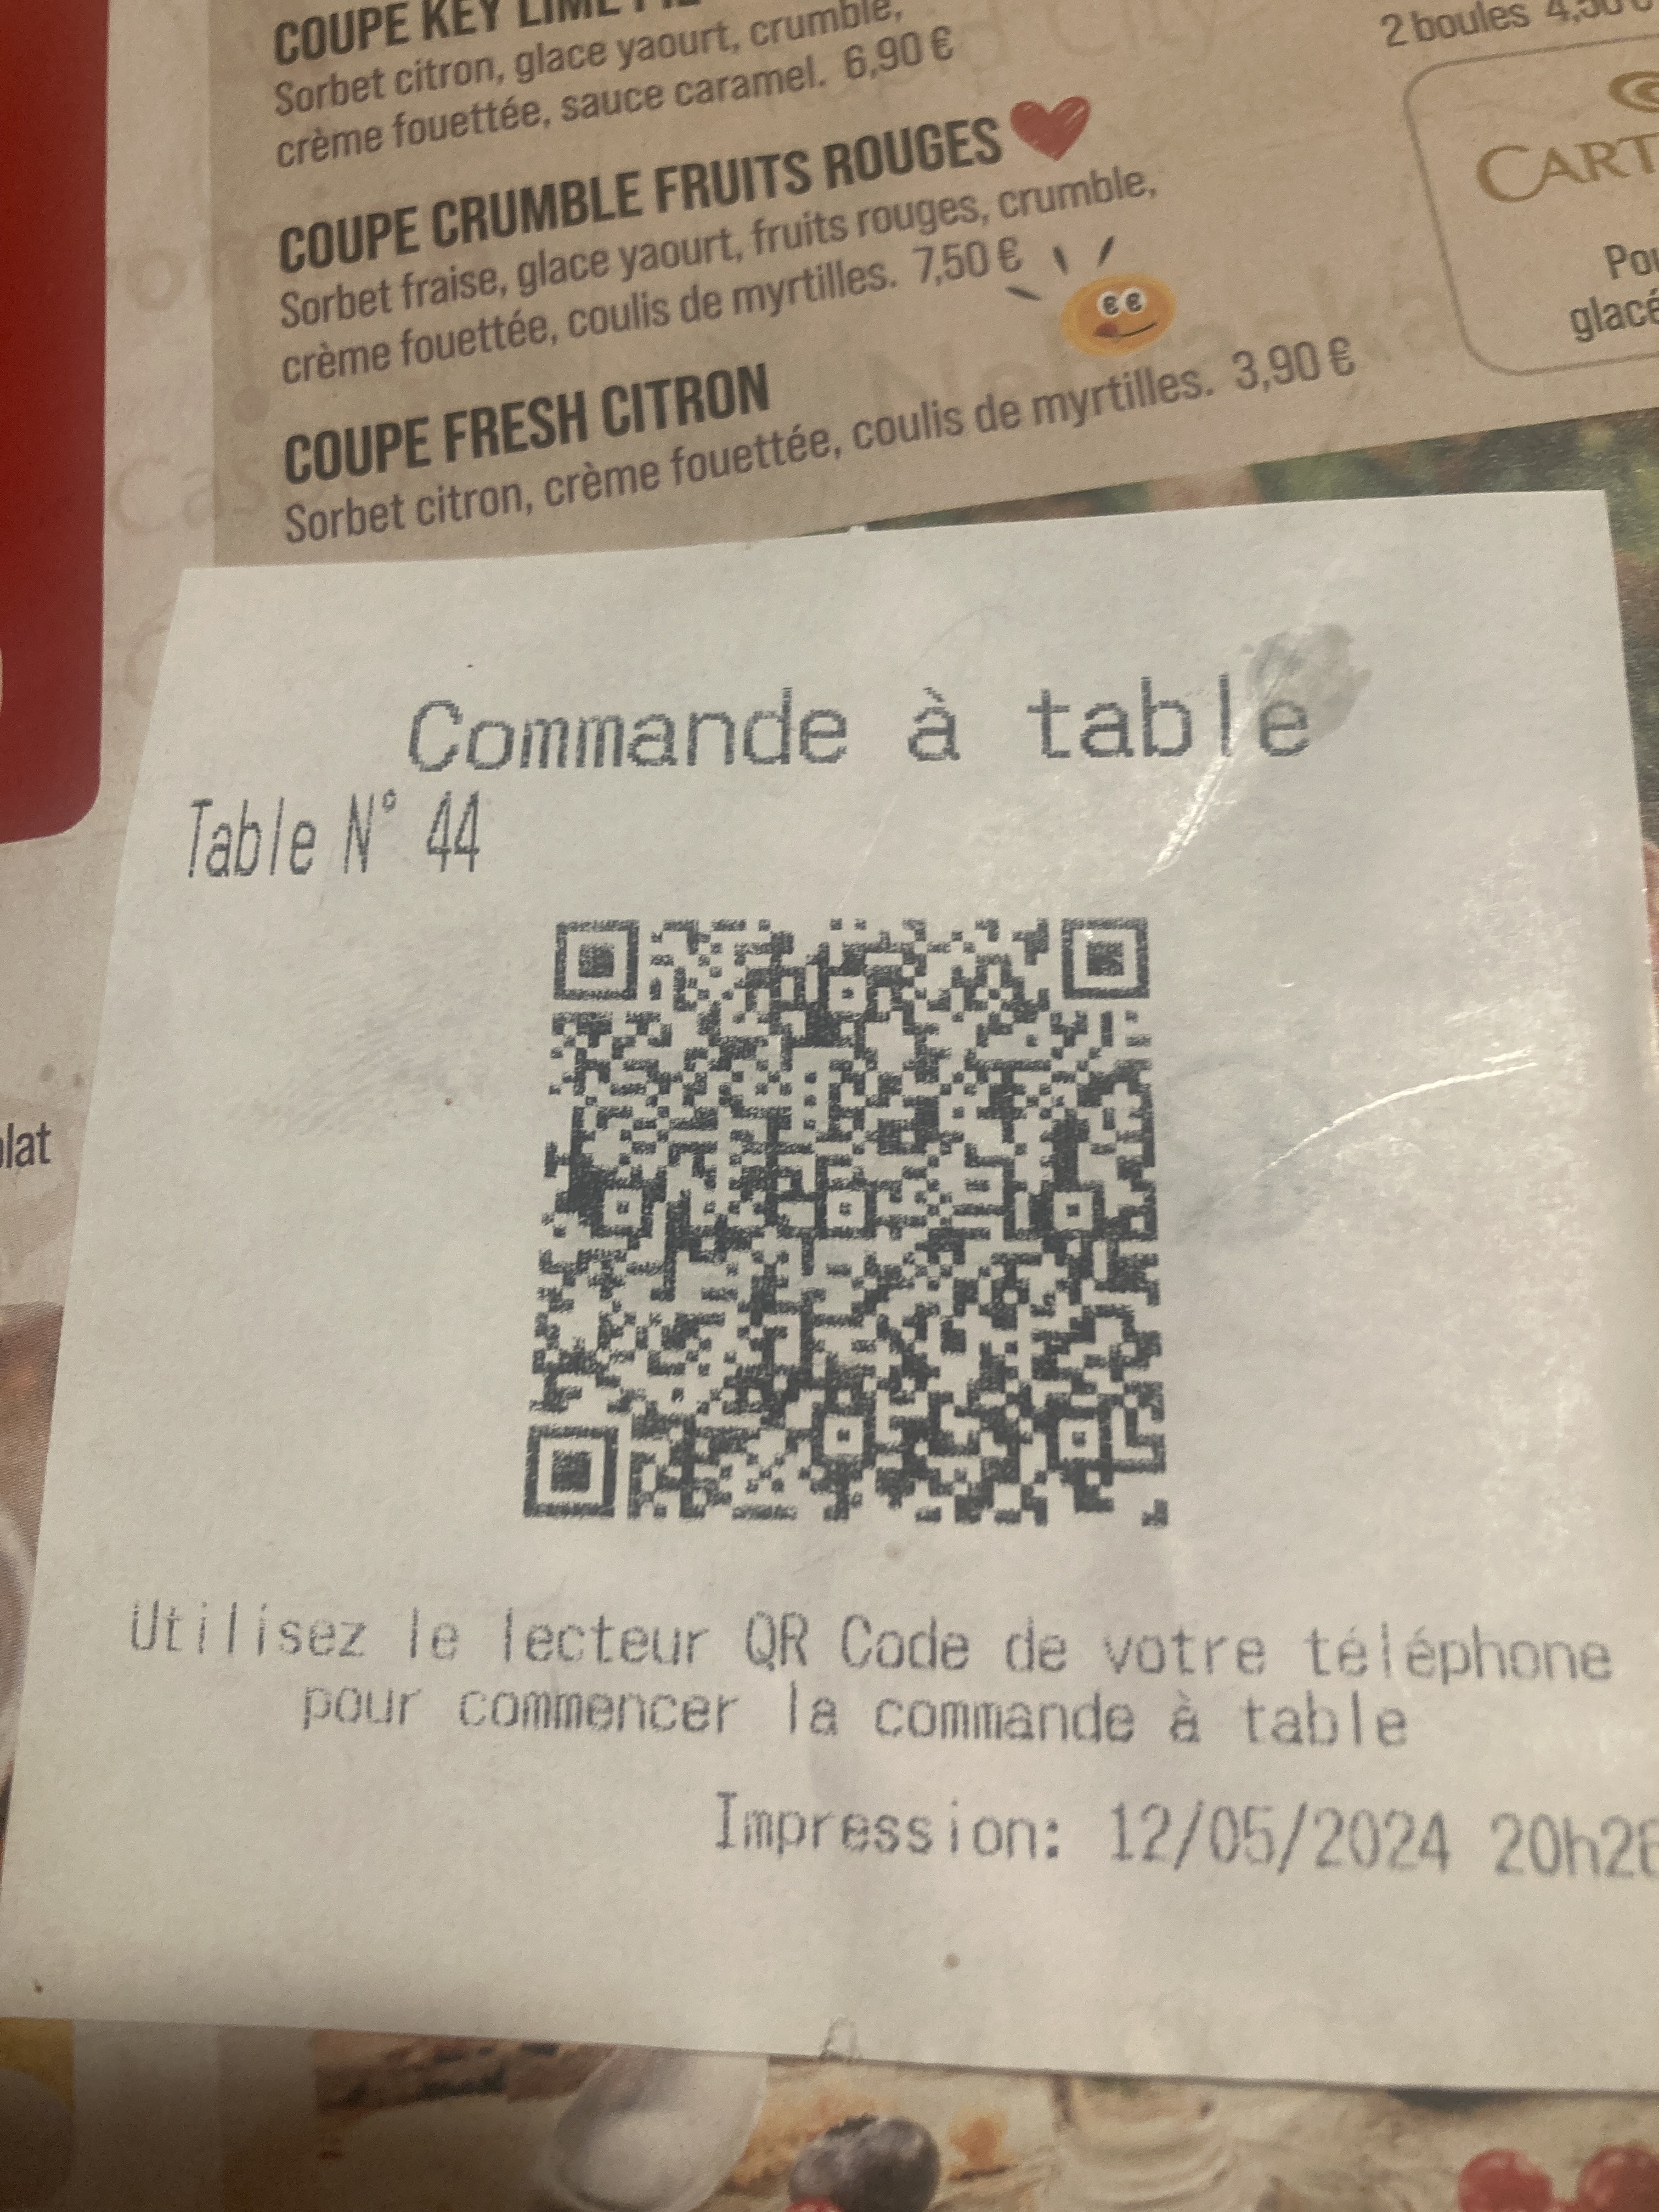 COUPE KEY LIME
Sorbet citron, glace yaourt, crumble,
crème fouettée, sauce caramel. 6,90 €
COUPE CRUMBLE FRUITS ROUGES
Sorbet fraise, glace yaourt, fruits rouges, crumble,
crème fouettée, coulis de myrtilles. 7,50 €
COUPE FRESH CITRON
Sorbet citron, crème fouettée, coulis de myrtilles. 3,90 €
2 boules
CART
Pou
glacé
Commande à table
Table N° 44
Utilisez le lecteur QR Code de votre téléphone
pour commencer la commande à table
Impression: 12/05/2024 20h2
lat